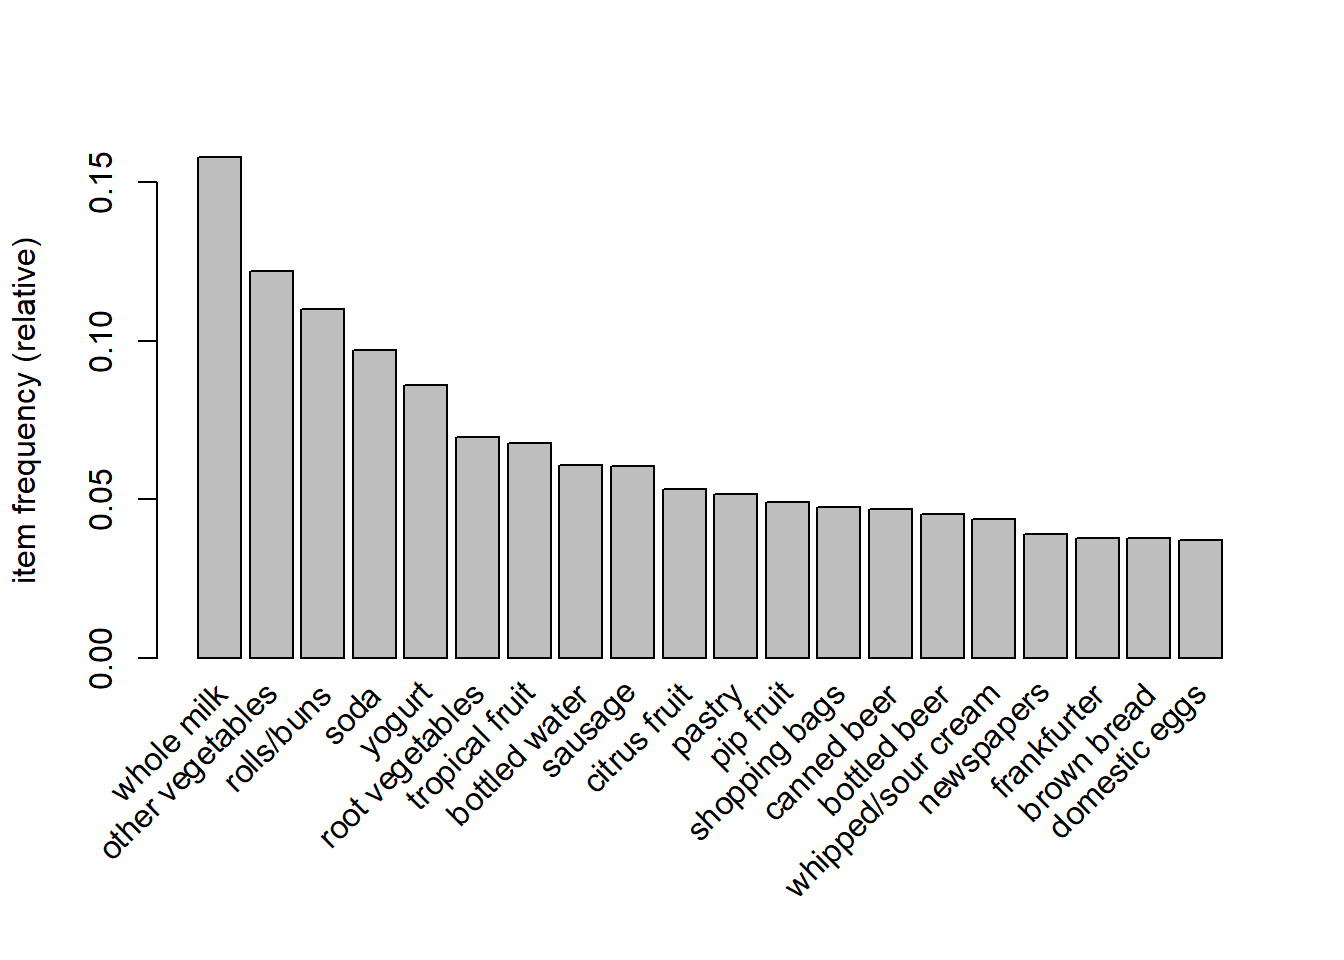 item frequency (relative)
0.15
0.10
0.05
0.00
whole milk
other vegetables
rolls/buns
soda
yogurt
root vegetables
tropical fruit
bottled water
sausage
citrus fruit
pastry
pip fruit
shopping bags
canned beer
bottled beer
whipped/sour cream
newspapers
frankfurter
brown bread
domestic eggs